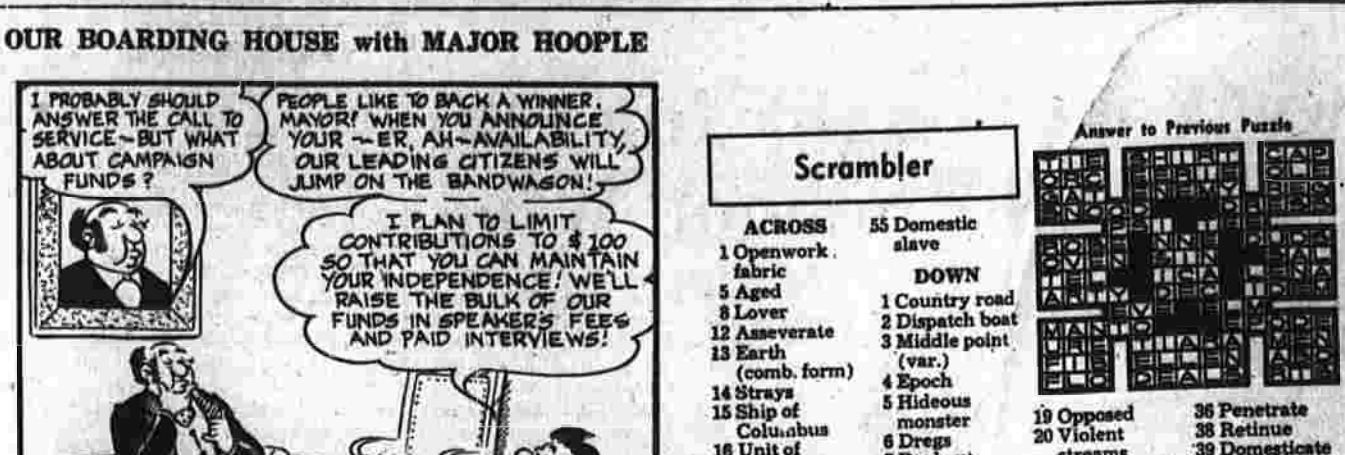 OUR BOARDING HOUSE with MAJOR HOOPLE
I PROBABLY SHOULD
ANSWER THE CALL TO
SERVICE~BUT WHAT
ABOUT CAMPAIGN
FUNDS?
PEOPLE LIKE TO BACK A WINNER,
MAYOR! WHEN YOU ANNOUNCE
YOUR ~ER, AH~AVAILABILITY,
OUR LEADING CITIZENS WILL
JUMP ON THE BANDWAGON!
I PLAN TO LIMIT
CONTRIBUTIONS TO $100
SO THAT YOU CAN MAINTAIN
YOUR INDEPENDENCE! WE'LL
RAISE THE BULK OF OUR
FUNDS IN SPEAKER'S FEES
AND PAID INTERVIEWS!
Scrambler
ACROSS
1 Openwork
fabric
5 Aged
8 Lover
12 Asseverate
13 Earth
(comb. form)
14 Strays
15 Ship of
Columbus
16 Unit of
55 Domestic
slave
DOWN
1 Country road
2 Dispatch boat
3 Middle point
(var.)
4 Epoch
5 Hideous
monster
6 Dregs
Answer to Previous Puzzle
19 Opposed
20 Violent
streams
36 Penetrate
38 Retinue
39 Domesticate